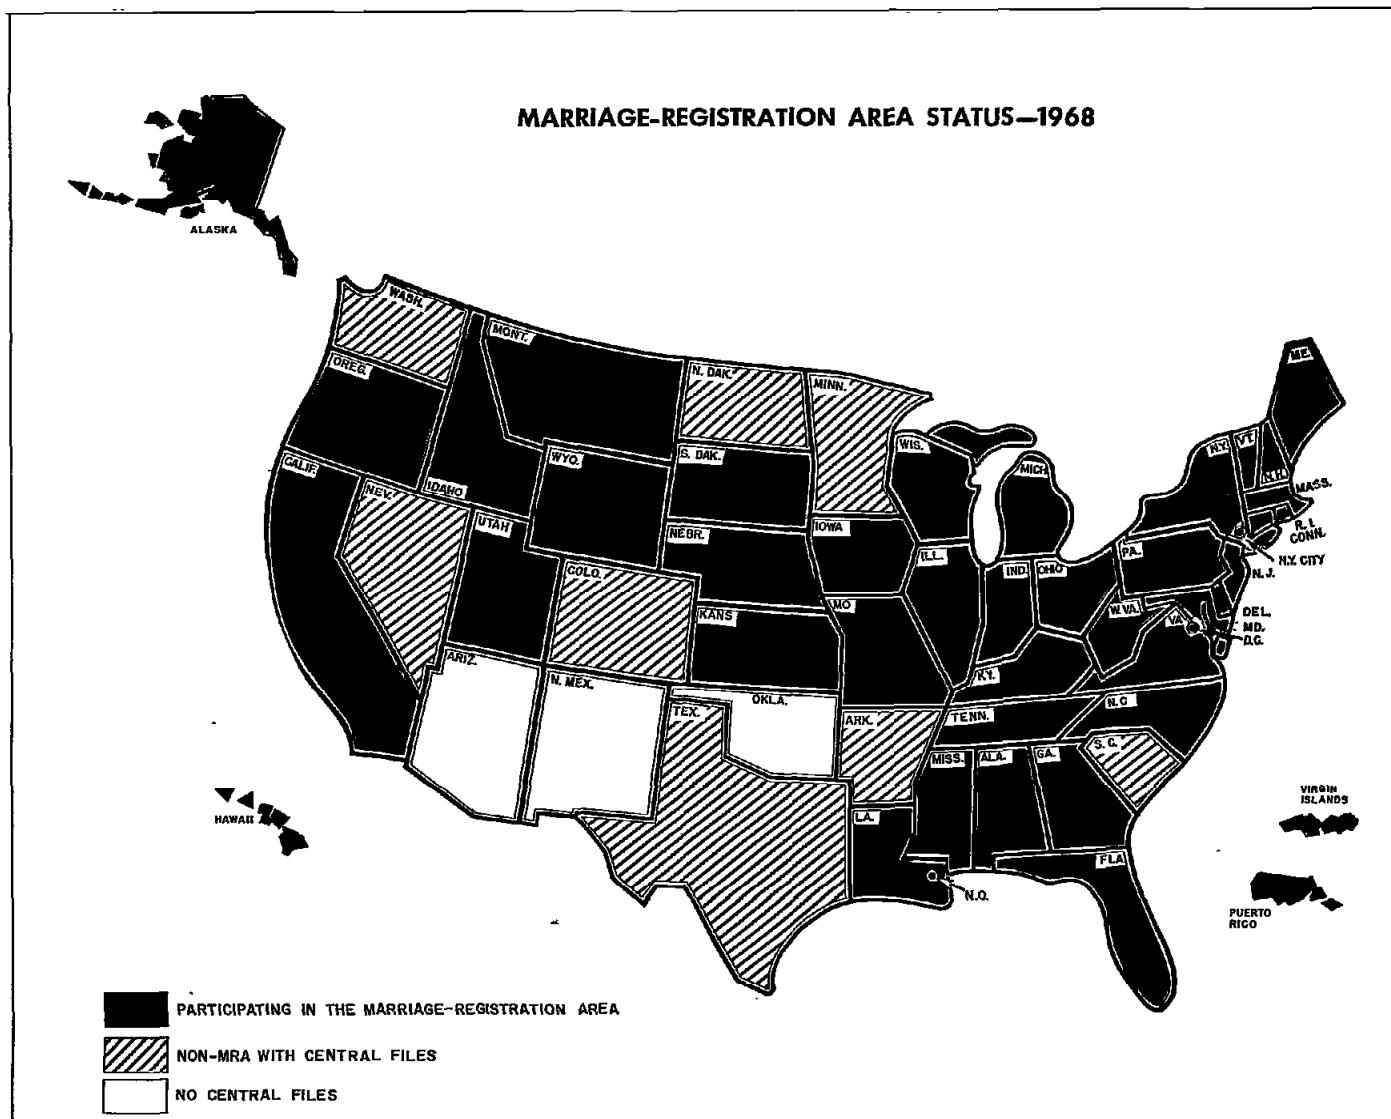 MARRIAGE-REGISTRATION AREA STATUS—1968
ALASKA
WASH.
MONT.
ME.
OREG.
N. DAK.
MINN.
N.Y.
VT.
WIS.
S. DAK.
WYO.
MICH
N.H.
CALIF.
IDAHO
NEV.
MASS.
UTAH
NEBR.
IOWA
R. I.
CONN.
ILL.
PA.
N.Y. CITY
COLO.
IND.
OHIO
N. J.
KANS
MO
W. VA.
VA
DEL.
MD.
D.C.
ARIZ.
N. MEX.
KY.
OKLA.
N.C
TEX.
ARK.
TENN.
S. C.
MISS.
ALA.
GA.
VIRGIN
ISLANDS
HAWAII
LA.
FLA
N.O.
PUERTO
RICO
PARTICIPATING IN THE MARRIAGE-REGISTRATION AREA
NON-MRA WITH CENTRAL FILES
NO CENTRAL FILES